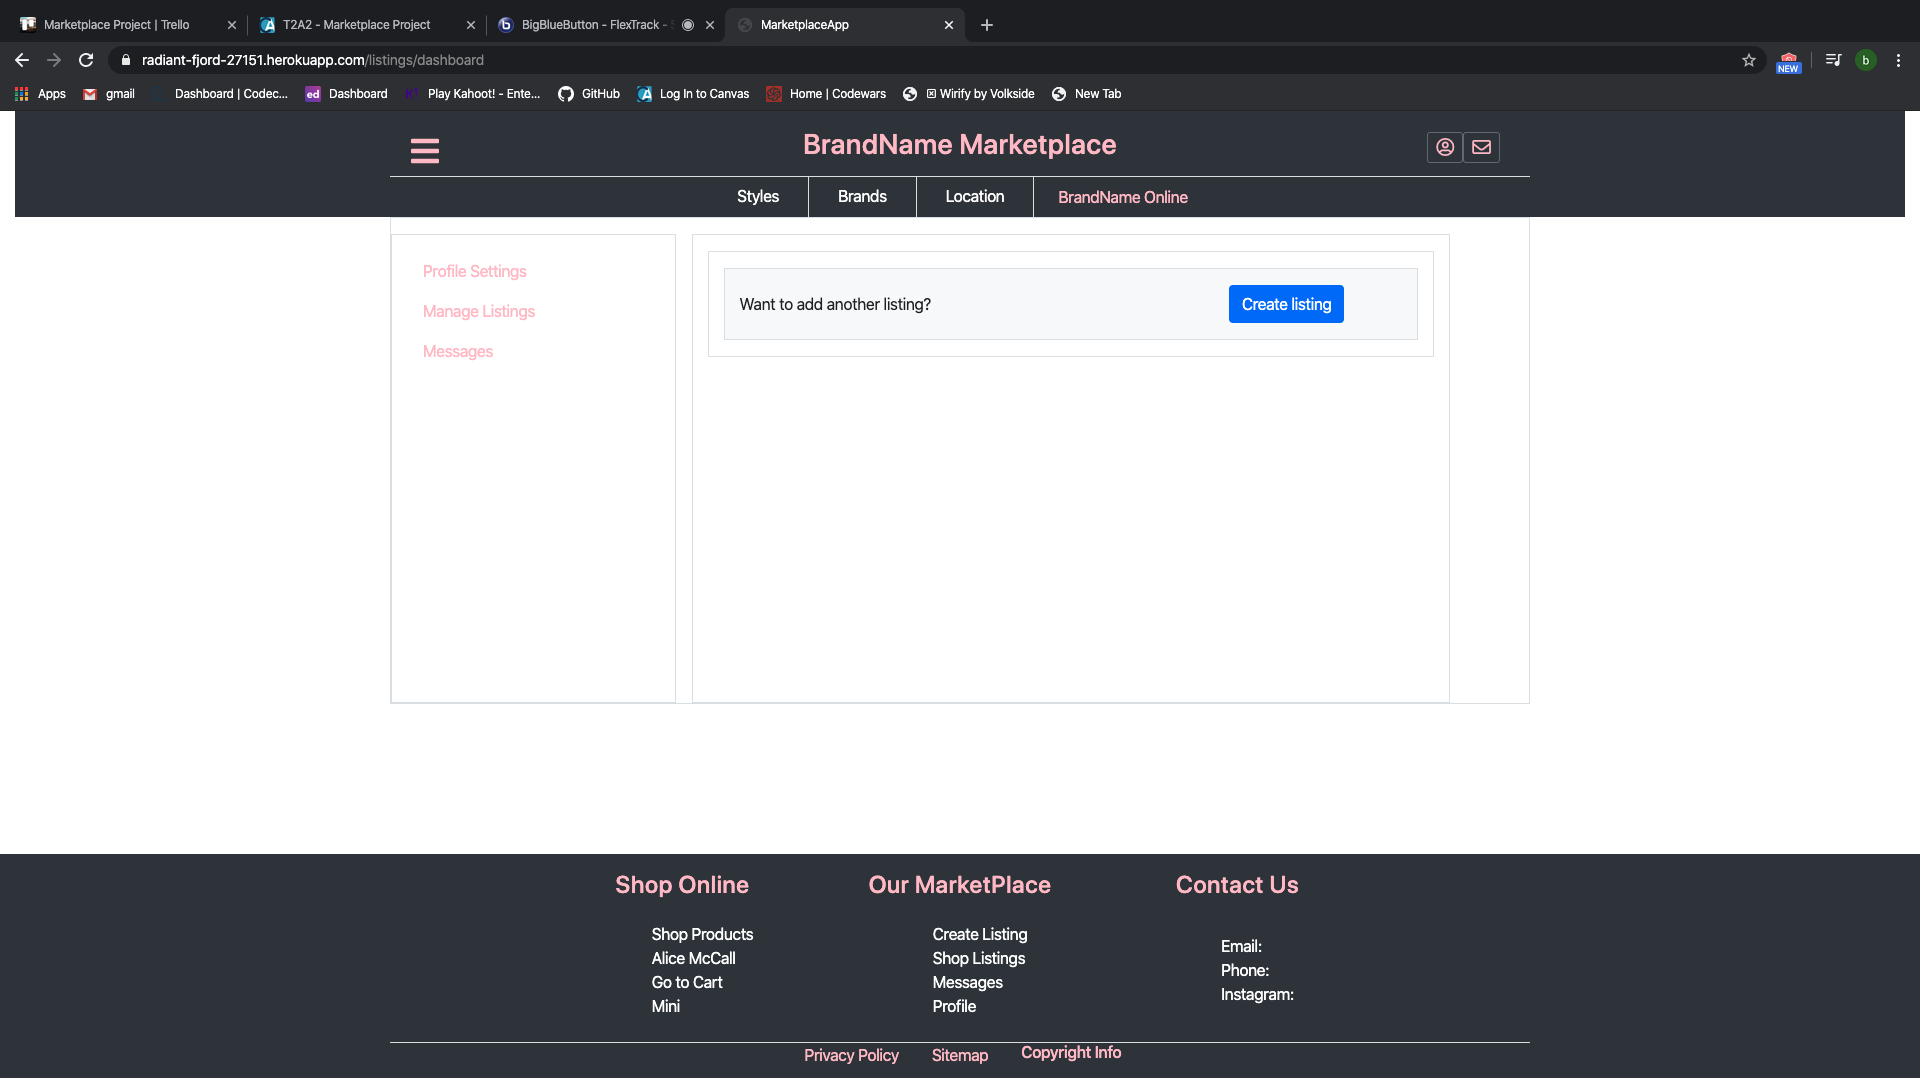 Marketplace Project | Trello
T2A2 - Marketplace Project
BigBlueButton - FlexTrack -
MarketplaceApp
radiant-fjord-27151.herokuapp.com/listings/dashboard
NEW
b
Apps
gmail
Dashboard | Codec...
ed Dashboard
K! Play Kahoot! - Ente...
GitHub
Log In to Canvas
Home | Codewars
Wirify by Volkside
New Tab
BrandName Marketplace
Styles
Brands
Location
BrandName Online
Profile Settings
Manage Listings
Messages
Want to add another listing?
Create listing
Shop Online
Shop Products
Alice McCall
Go to Cart
Mini
Our MarketPlace
Create Listing
Shop Listings
Messages
Profile
Contact Us
Email:
Phone:
Instagram:
Privacy Policy
Sitemap
Copyright Info